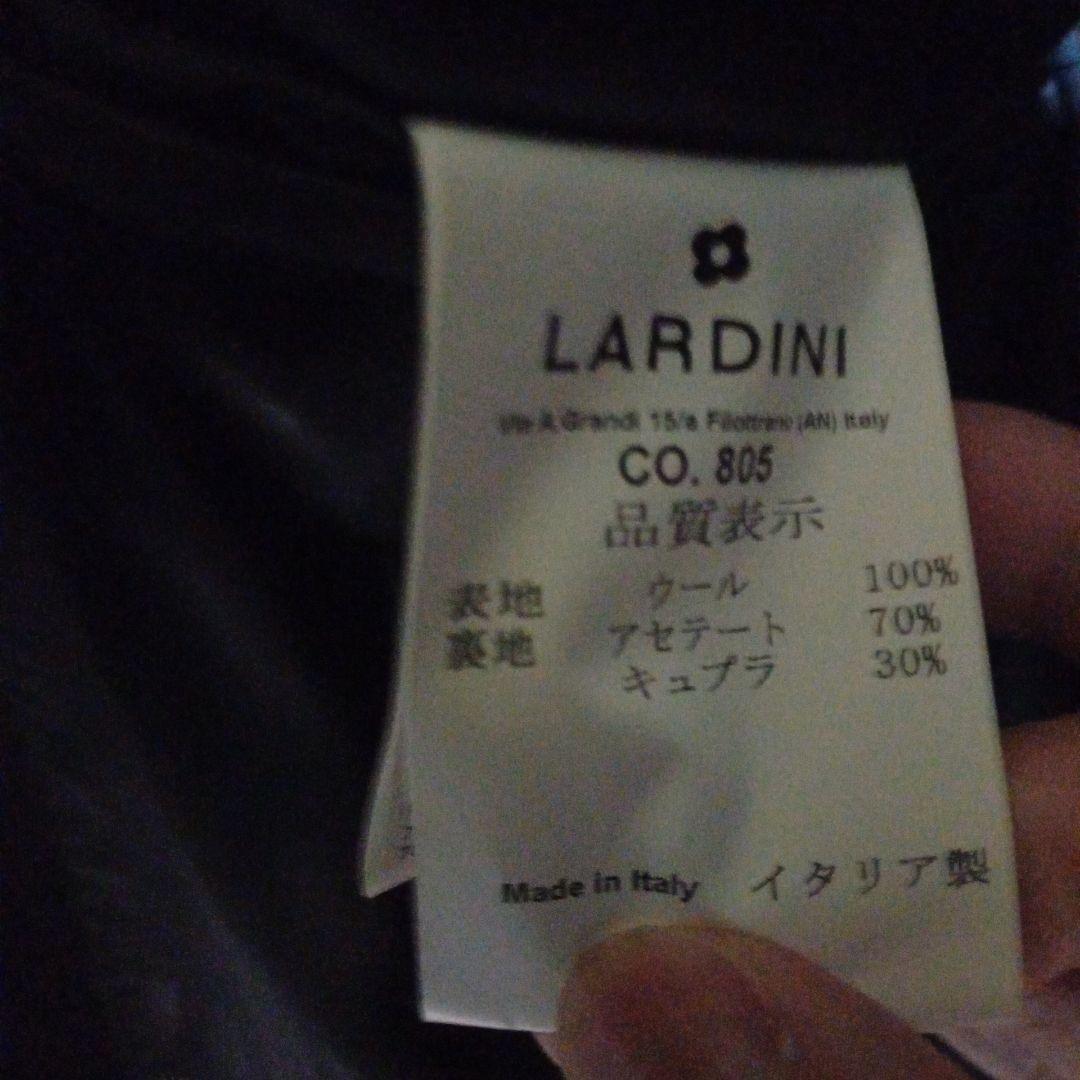 LARDINI
Via A Grandi 15/a Filottrano (AN) Italy
CO. 805
品質表示
表地 ウール 100%
裏地 アセテート 70%
キュプラ 30%
Made in Italy イタリア製